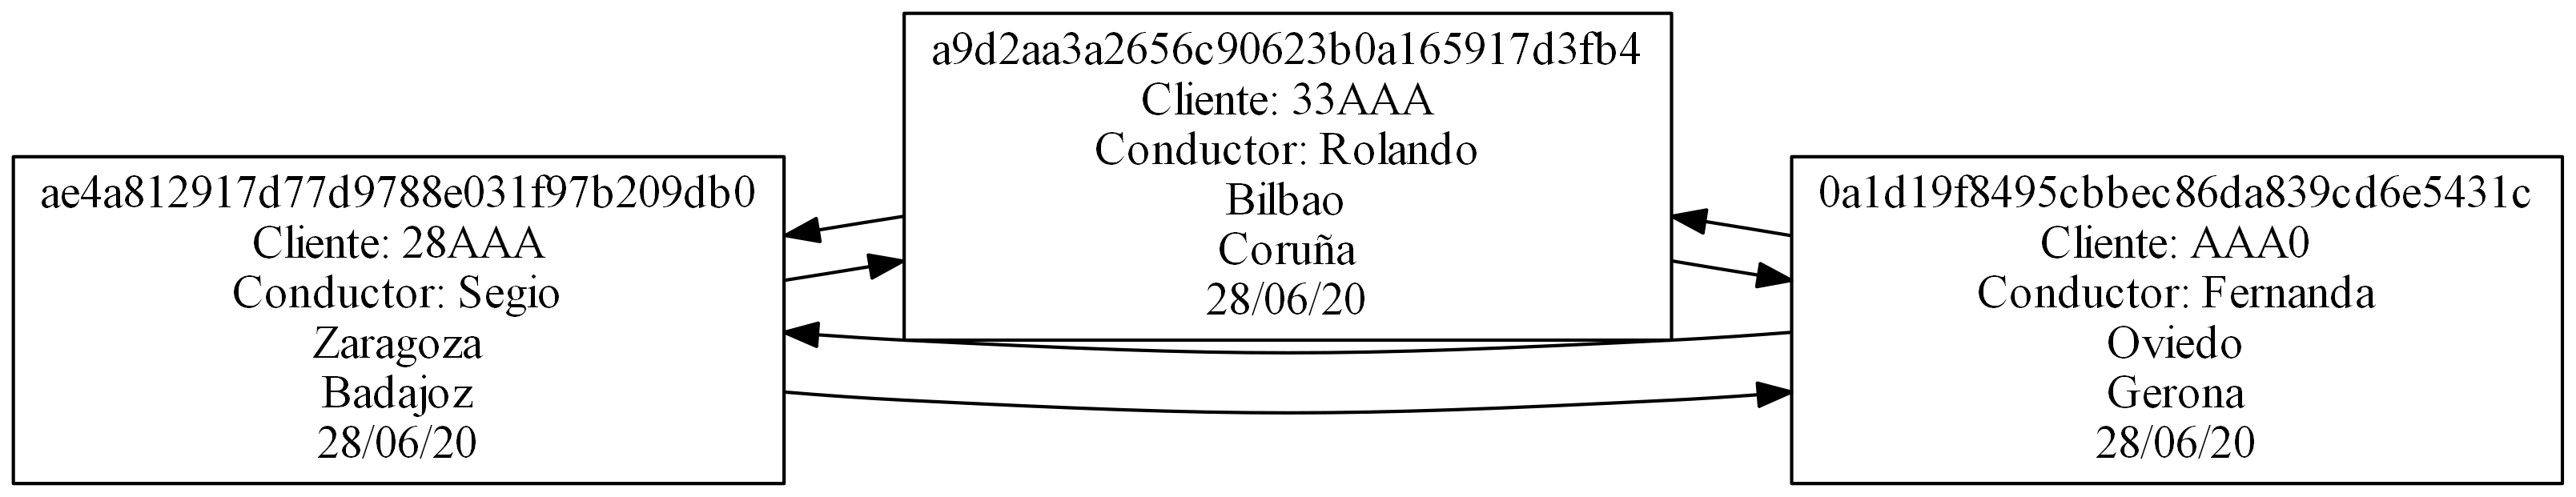 ae4a812917d77d9788e031f97b209db0
Cliente: 28AAA
Conductor: Segio
Zaragoza
Badajoz
28/06/20
a9d2aa3a2656c90623b0a165917d3fb4
Cliente: 33AAA
Conductor: Rolando
Bilbao
Coruña
28/06/20
0a1d19f8495cbbec86da839cd6e5431c
Cliente: AAA0
Conductor: Fernanda
Oviedo
Gerona
28/06/20